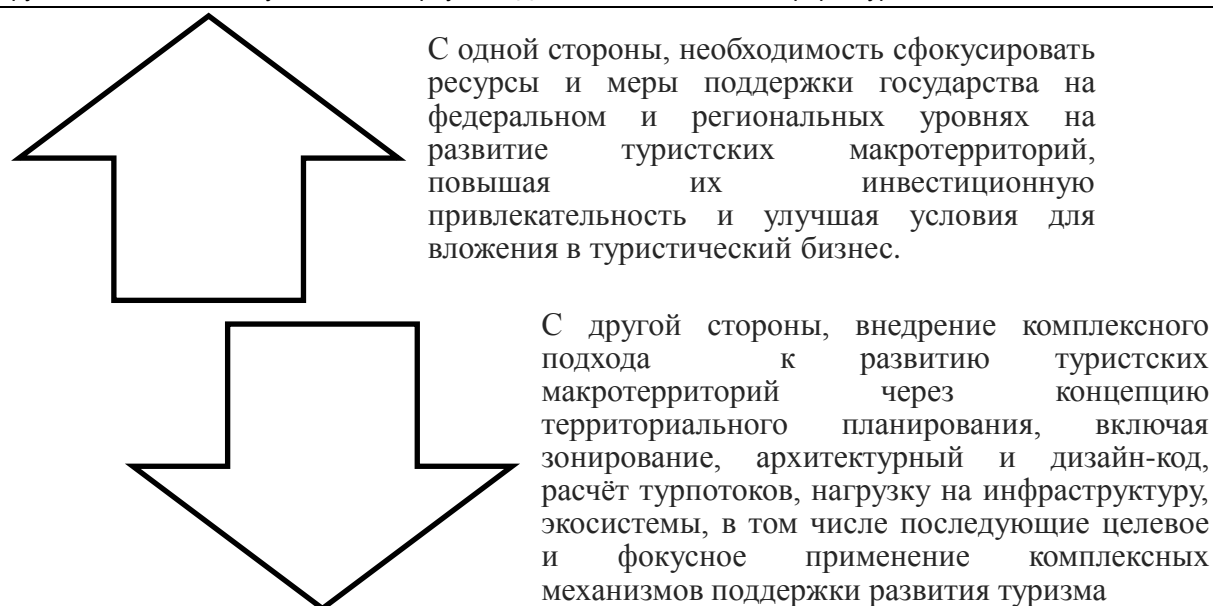 С одной стороны, необходимость сфокусировать
ресурсы и меры поддержки государства на
федеральном и региональных уровнях на
развитие туристских макротерриторий,
повышая их инвестиционную
привлекательность и улучшая условия для
вложения в туристический бизнес.
С другой стороны, внедрение комплексного
подхода к развитию туристских
макротерриторий через концепцию
территориального планирования, включая
зонирование, архитектурный и дизайн-код,
расчёт турпотоков, нагрузку на инфраструктуру,
экосистемы, в том числе последующие целевое
и фокусное применение комплексных
механизмов поддержки развития туризма